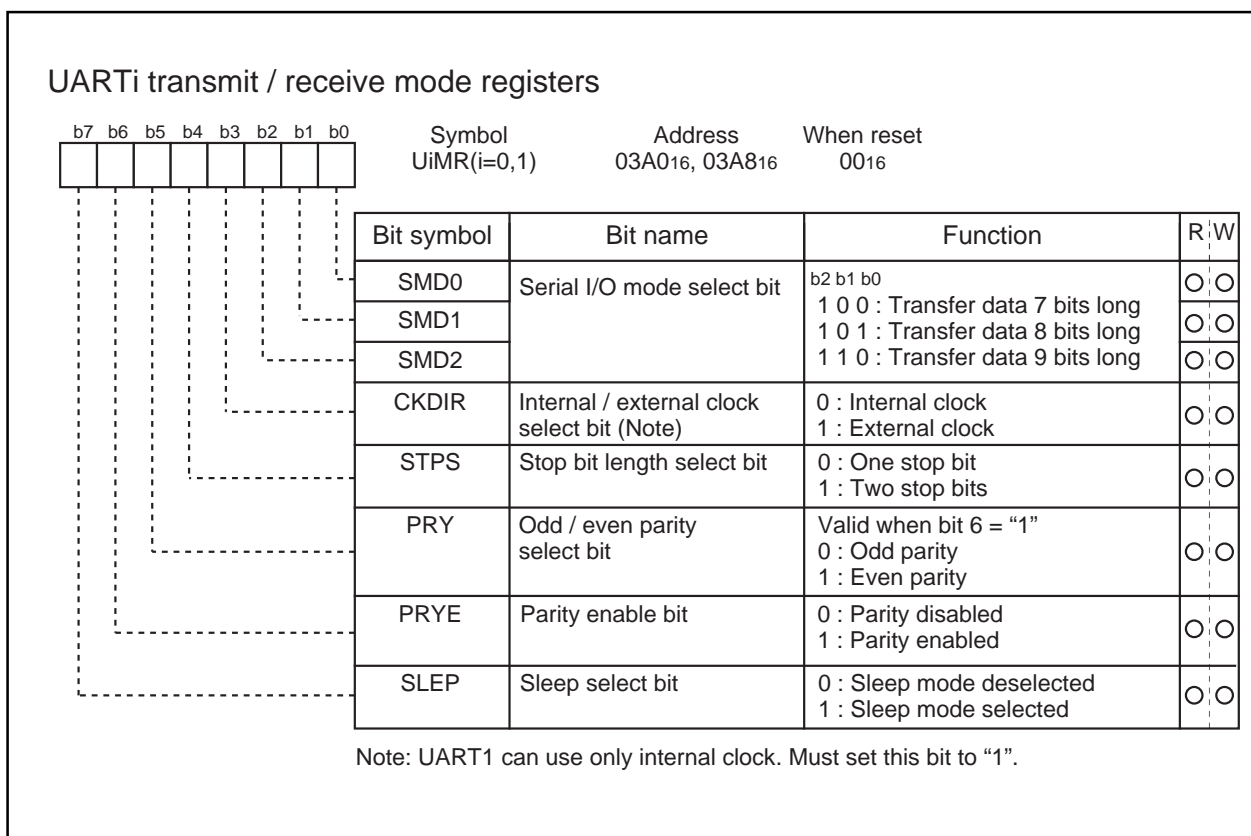 UARTi transmit / receive mode registers
b7 b6 b5 b4 b3 b2 b1 b0
Symbol Address When reset
UiMR(i=0,1) 03A016, 03A816 0016
Bit symbol Bit name Function R W
SMD0 Serial I/O mode select bit b2 b1 b0
1 0 0 : Transfer data 7 bits long
SMD1 1 0 1 : Transfer data 8 bits long
SMD2 1 1 0 : Transfer data 9 bits long
CKDIR Internal / external clock 0 : Internal clock
select bit (Note) 1 : External clock
STPS Stop bit length select bit 0 : One stop bit
1 : Two stop bits
PRY Odd / even parity Valid when bit 6 = “1”
select bit 0 : Odd parity
1 : Even parity
PRYE Parity enable bit 0 : Parity disabled
1 : Parity enabled
SLEP Sleep select bit 0 : Sleep mode deselected
1 : Sleep mode selected
Note: UART1 can use only internal clock. Must set this bit to “1”.